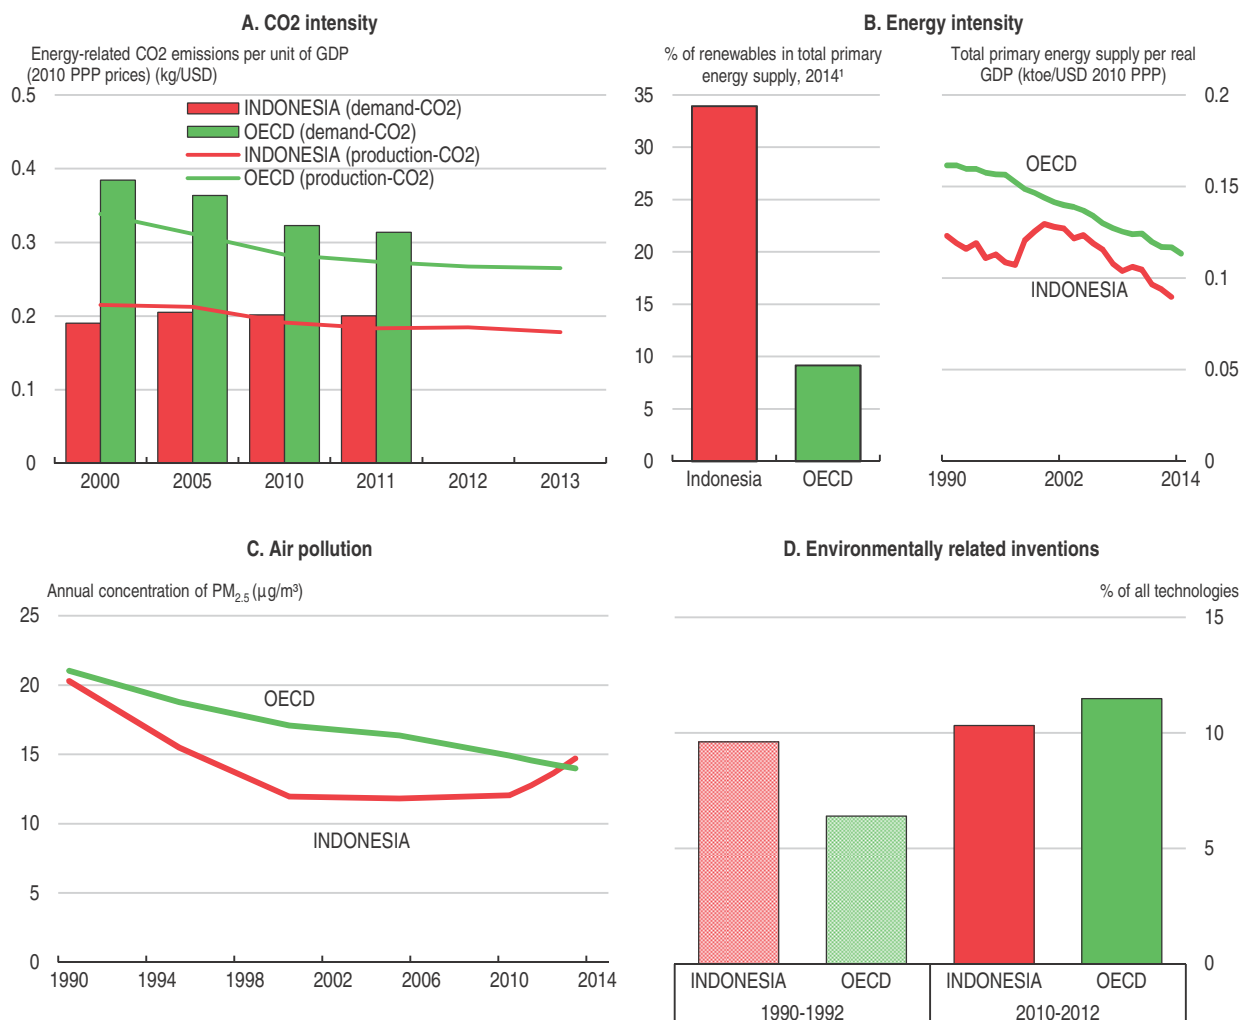 A. CO2 intensity
Energy-related CO2 emissions per unit of GDP
(2010 PPP prices) (kg/USD)
0.5
0.4
0.3
0.2
0.1
0
INDONESIA (demand-CO2)
OECD (demand-CO2)
INDONESIA (production-CO2)
OECD (production-CO2)
2000 2005 2010 2011 2012 2013
B. Energy intensity
% of renewables in total primary
energy supply, 2014¹
35
30
25
20
15
10
5
0
Indonesia OECD
Total primary energy supply per real
GDP (ktoe/USD 2010 PPP)
0.2
0.15
0.1
0.05
0
OECD
INDONESIA
1990 2002 2014
C. Air pollution
Annual concentration of PM2.5 (µg/m³)
25
20
15
10
5
0
OECD
INDONESIA
1990 1994 1998 2002 2006 2010 2014
D. Environmentally related inventions
% of all technologies
15
10
5
0
INDONESIA OECD INDONESIA OECD
1990-1992 2010-2012